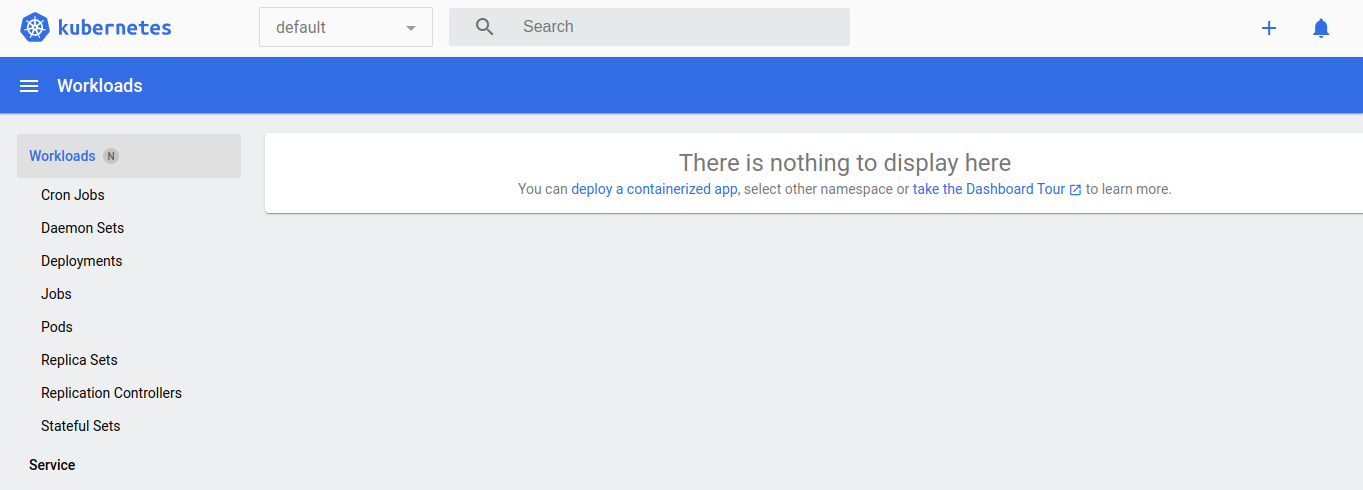 kubernetes
default
Search
Workloads
Workloads N
Cron Jobs
Daemon Sets
Deployments
Jobs
Pods
Replica Sets
Replication Controllers
Stateful Sets
Service
There is nothing to display here
You can deploy a containerized app, select other namespace or take the Dashboard Tour to learn more.